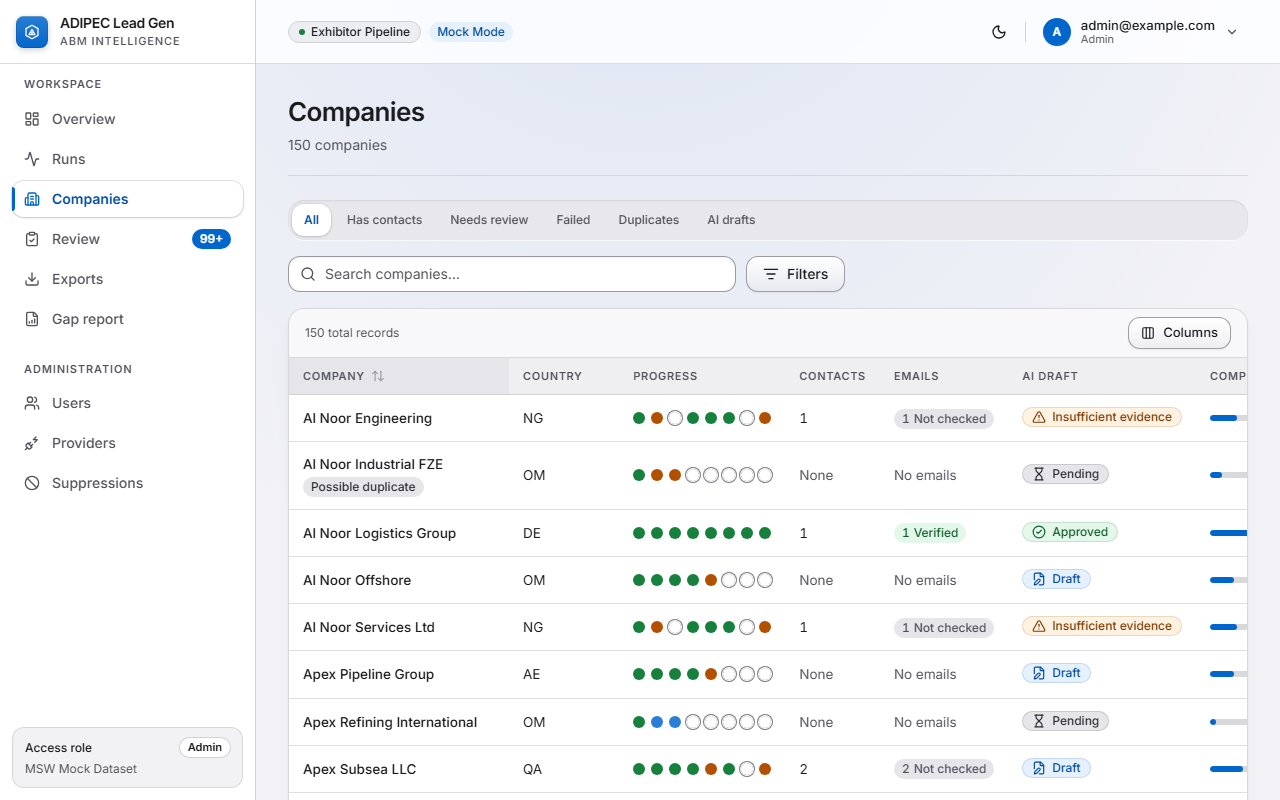 ADIPEC Lead Gen
ABM INTELLIGENCE
Exhibitor Pipeline
Mock Mode
A
admin@example.com
Admin
WORKSPACE
Overview
Runs
Companies
Review 99+
Exports
Gap report
ADMINISTRATION
Users
Providers
Suppressions
Access role Admin
MSW Mock Dataset
Companies
150 companies
All Has contacts Needs review Failed Duplicates AI drafts
Search companies... Filters
150 total records Columns
COMPANY COUNTRY PROGRESS CONTACTS EMAILS AI DRAFT COMP
Al Noor Engineering NG 1 1 Not checked Insufficient evidence
Al Noor Industrial FZE OM None No emails Pending
Possible duplicate
Al Noor Logistics Group DE 1 1 Verified Approved
Al Noor Offshore OM None No emails Draft
Al Noor Services Ltd NG 1 1 Not checked Insufficient evidence
Apex Pipeline Group AE None No emails Draft
Apex Refining International OM None No emails Pending
Apex Subsea LLC QA 2 2 Not checked Draft